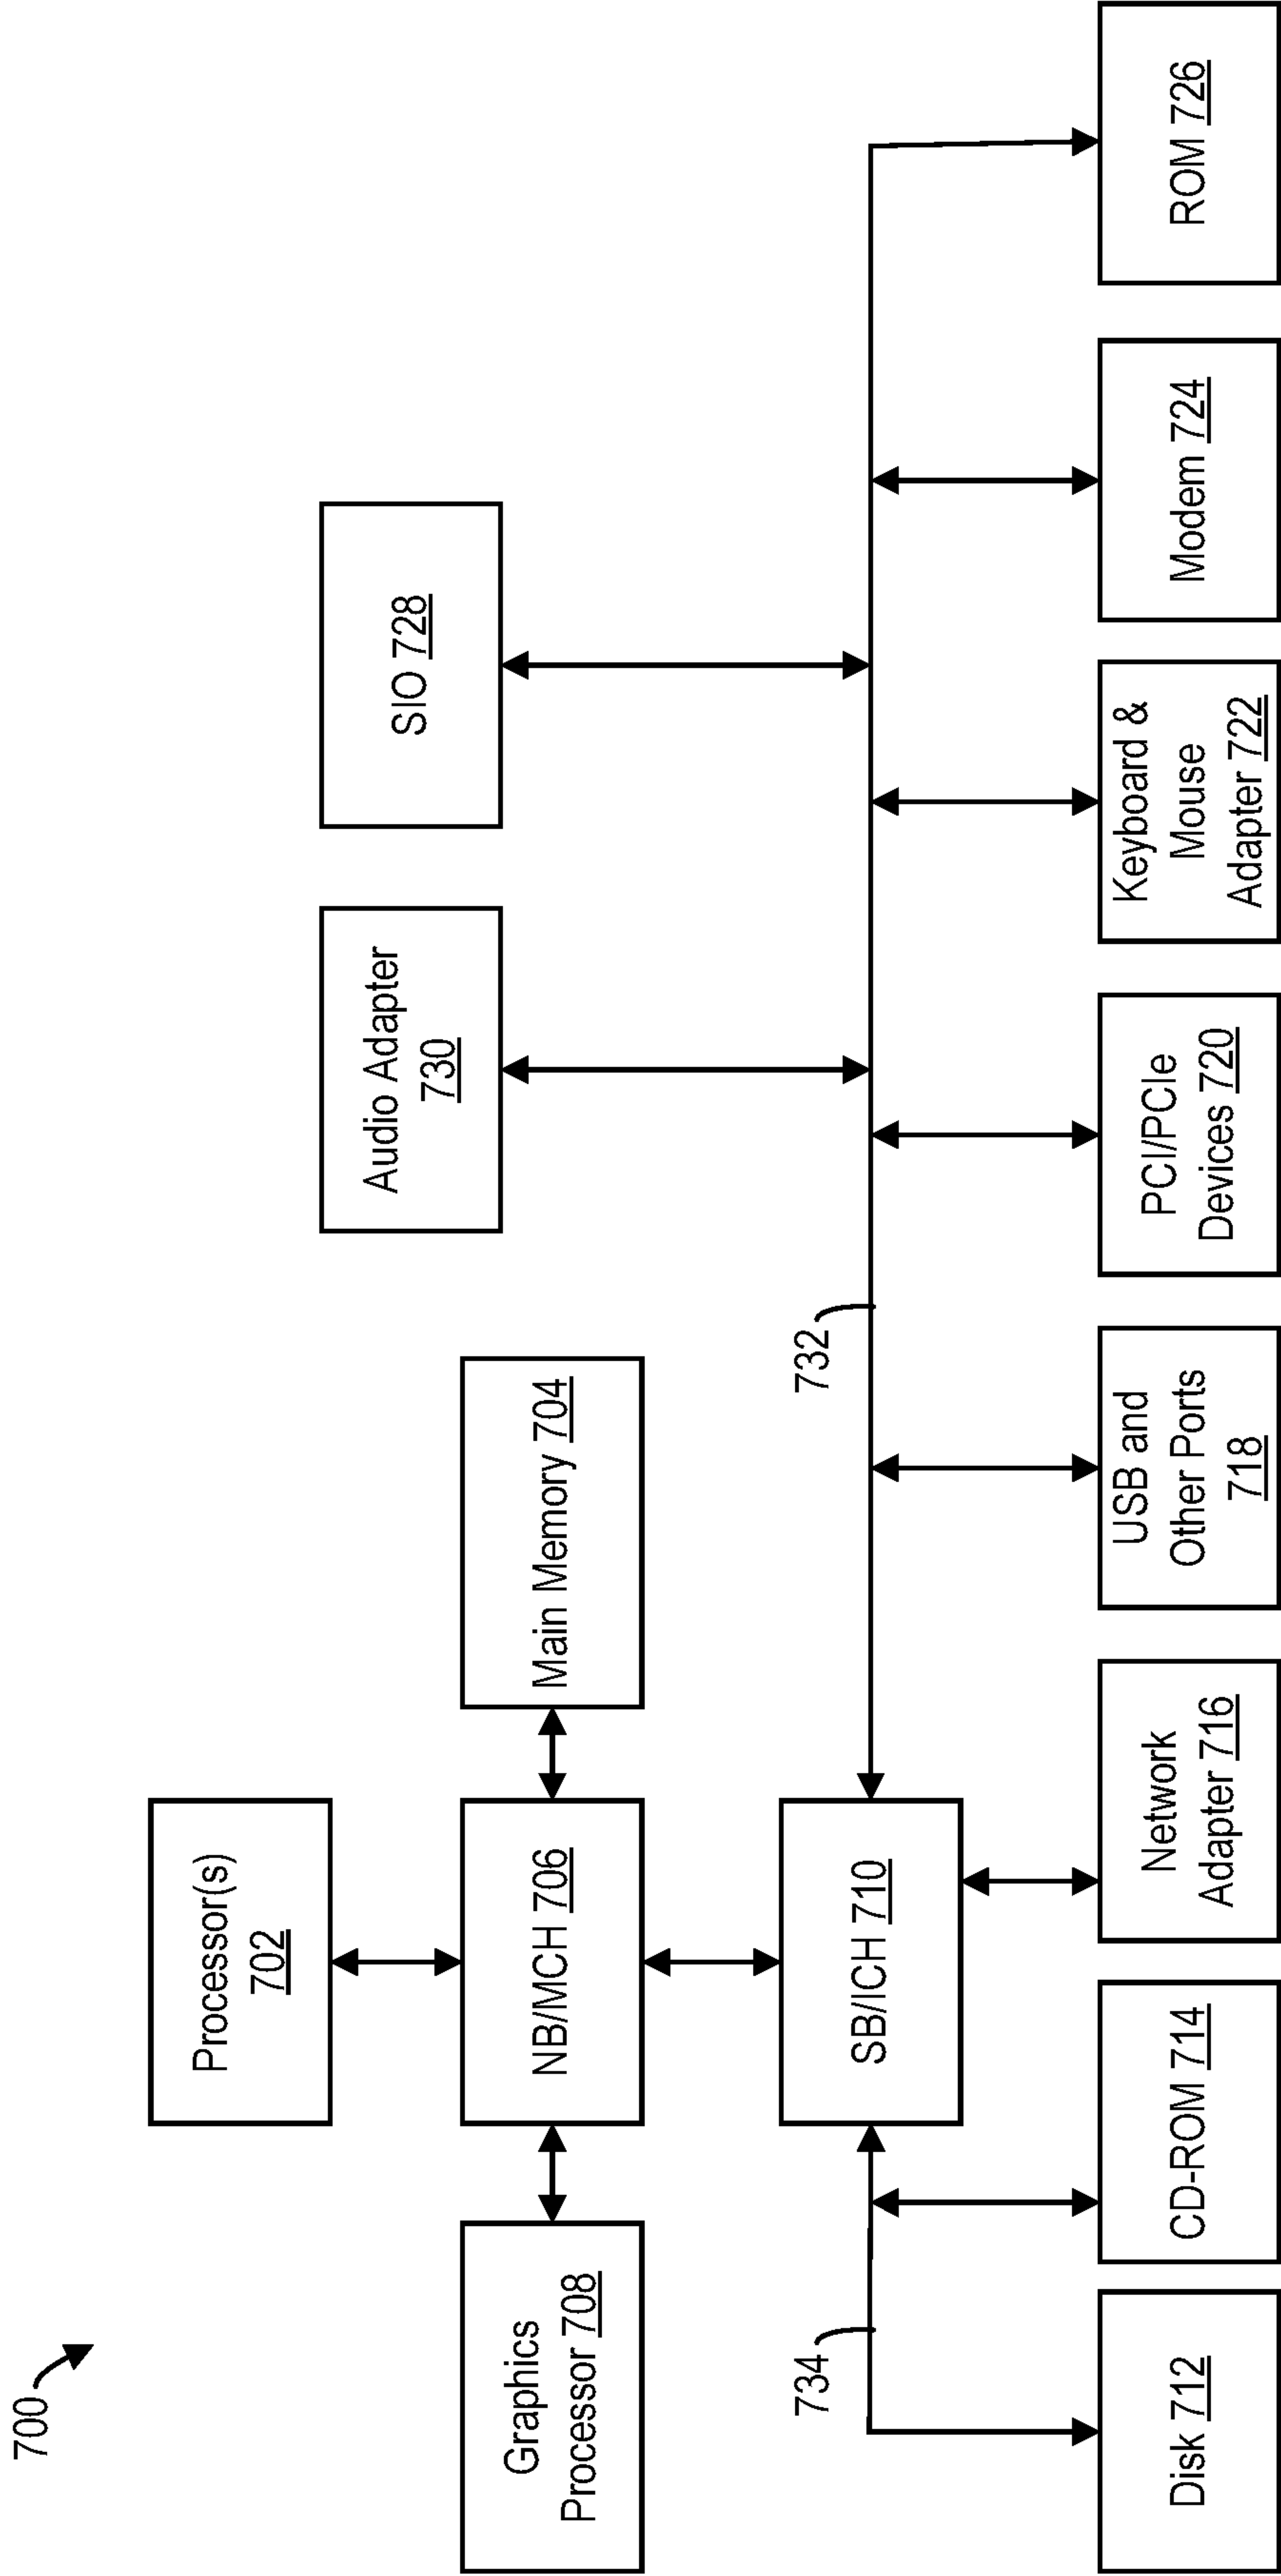 700
Processor(s)
702
Graphics
Processor 708
NB/MCH 706
Main Memory 704
Audio Adapter
730
SIO 728
SB/ICH 710
734
732
Disk 712
CD-ROM 714
Network
Adapter 716
USB and
Other Ports
718
PCI/PCIe
Devices 720
Keyboard &
Mouse
Adapter 722
Modem 724
ROM 726